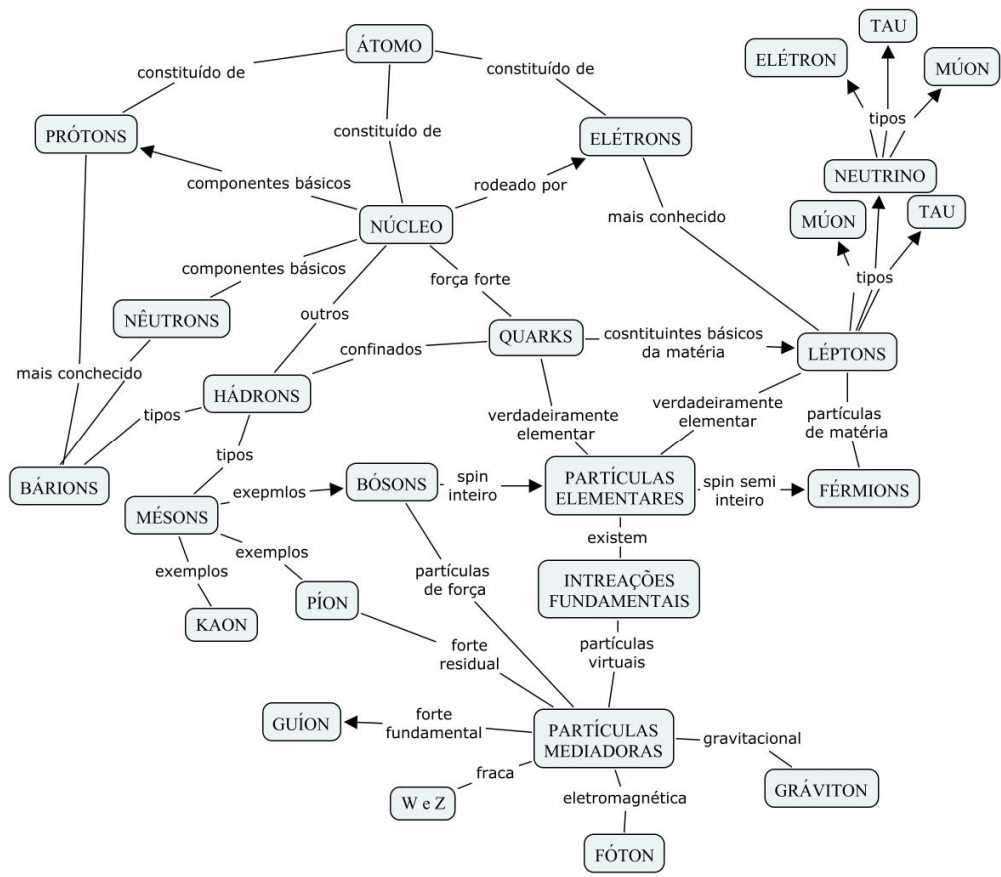 ÁTOMO
TAU
ELÉTRON
MÚON
constituído de
constituído de
tipos
PRÓTONS
constituído de
ELÉTRONS
NEUTRINO
componentes básicos
rodeado por
mais conhecido
MÚON
TAU
NÚCLEO
tipos
componentes básicos
força forte
NÊUTRONS
outros
QUARKS
cosntituintes básicos
da matéria
LÉPTONS
confinados
mais conchecido
HÁDRONS
tipos
verdadeiramente
elementar
verdadeiramente
elementar
partículas
de matéria
tipos
BÁRIONS
exepmlos
BÓSONS
spin
inteiro
PARTÍCULAS
ELEMENTARES
spin semi
inteiro
FÉRMIONS
MÉSONS
existem
exemplos
exemplos
partículas
de força
INTREAÇÕES
FUNDAMENTAIS
PÍON
KAON
forte
residual
partículas
virtuais
GUÍON
forte
fundamental
PARTÍCULAS
MEDIADORAS
gravitacional
fraca
W e Z
eletromagnética
GRÁVITON
FÓTON